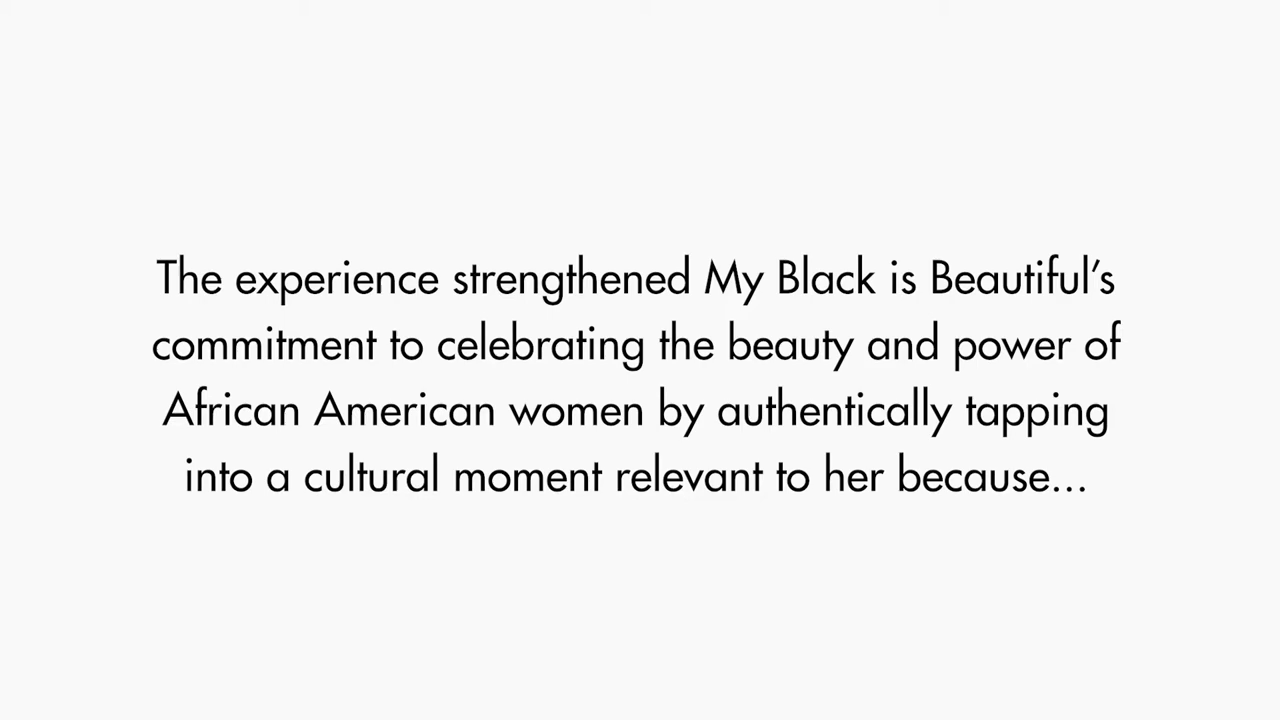 The experience strengthened My Black is Beautiful’s
commitment to celebrating the beauty and power of
African American women by authentically tapping
into a cultural moment relevant to her because...